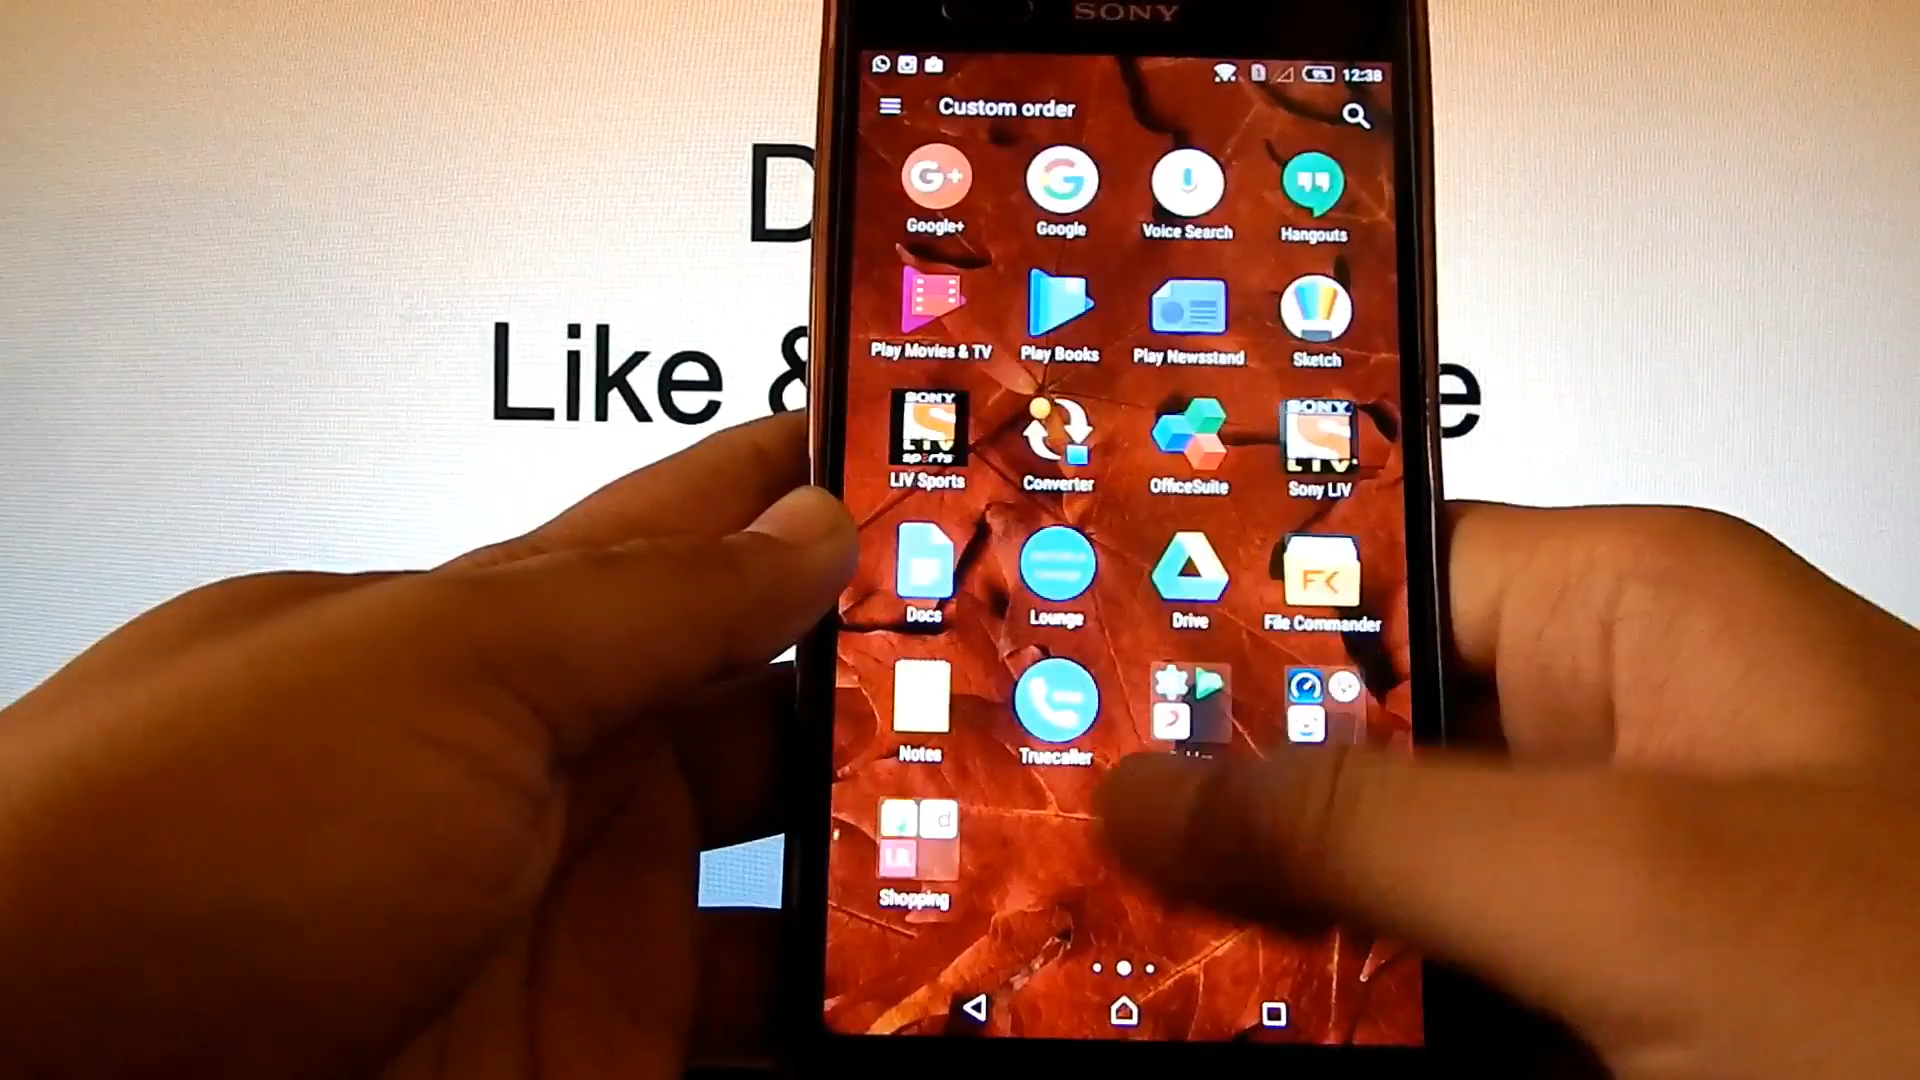 SONY
9% 12:38
Custom order
D
Like &
e
G+
G
Google+
Google
Voice Search
Hangouts
Play Movies & TV
Play Books
Play Newsstand
Sketch
SONY
LIV
sports
SONY
LIV
LIV Sports
Converter
OfficeSuite
Sony LIV
FK
Docs
Lounge
Drive
File Commander
Notes
Truecaller
d
Shopping